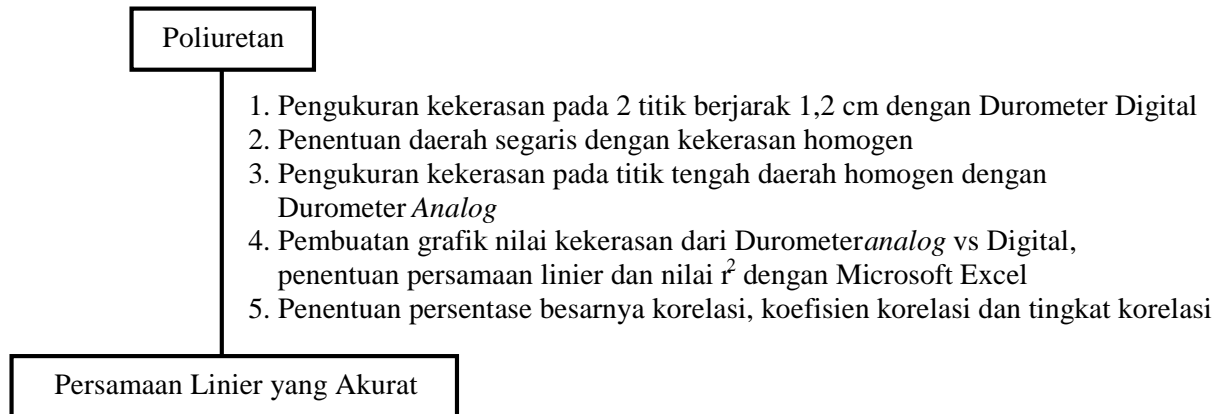 Poliuretan
1. Pengukuran kekerasan pada 2 titik berjarak 1,2 cm dengan Durometer Digital
2. Penentuan daerah segaris dengan kekerasan homogen
3. Pengukuran kekerasan pada titik tengah daerah homogen dengan
Durometer Analog
4. Pembuatan grafik nilai kekerasan dari Durometeranalog vs Digital,
penentuan persamaan linier dan nilai r² dengan Microsoft Excel
5. Penentuan persentase besarnya korelasi, koefisien korelasi dan tingkat korelasi
Persamaan Linier yang Akurat